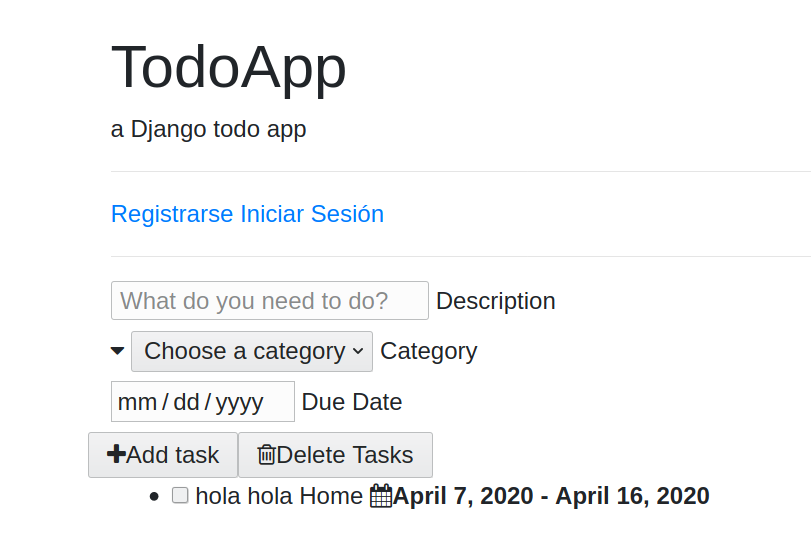 TodoApp
a Django todo app
Registrarse Iniciar Sesión
What do you need to do? Description
Choose a category Category
mm/dd/yyyy Due Date
Add task Delete Tasks
hola hola Home April 7, 2020 - April 16, 2020